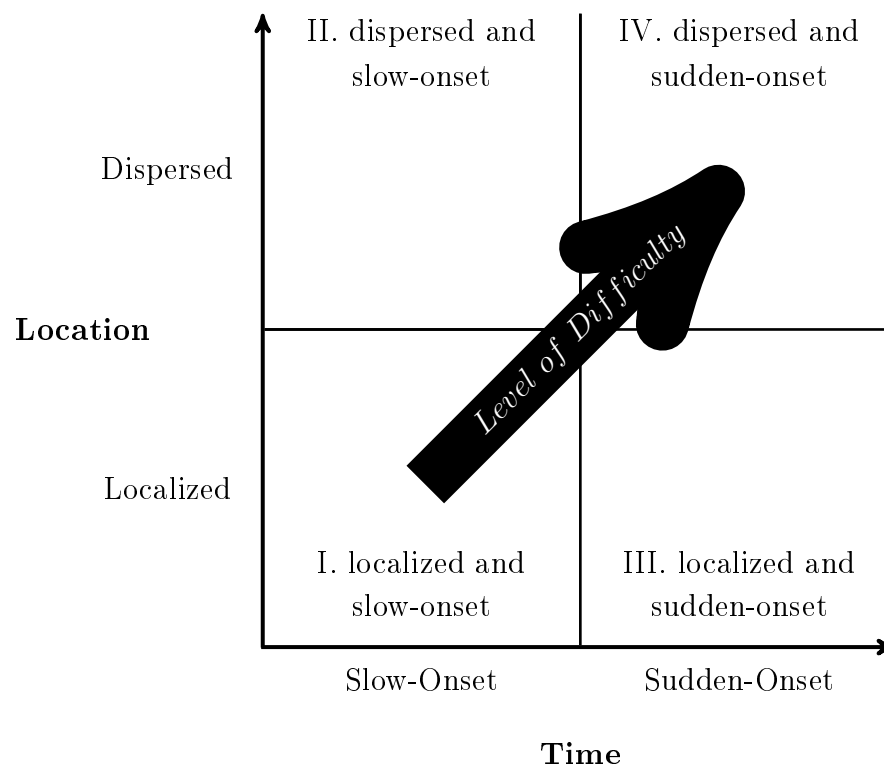 II. dispersed and
slow-onset
IV. dispersed and
sudden-onset
Dispersed
Level of Difficulty
Location
Localized
I. localized and
slow-onset
III. localized and
sudden-onset
Slow-Onset
Sudden-Onset
Time